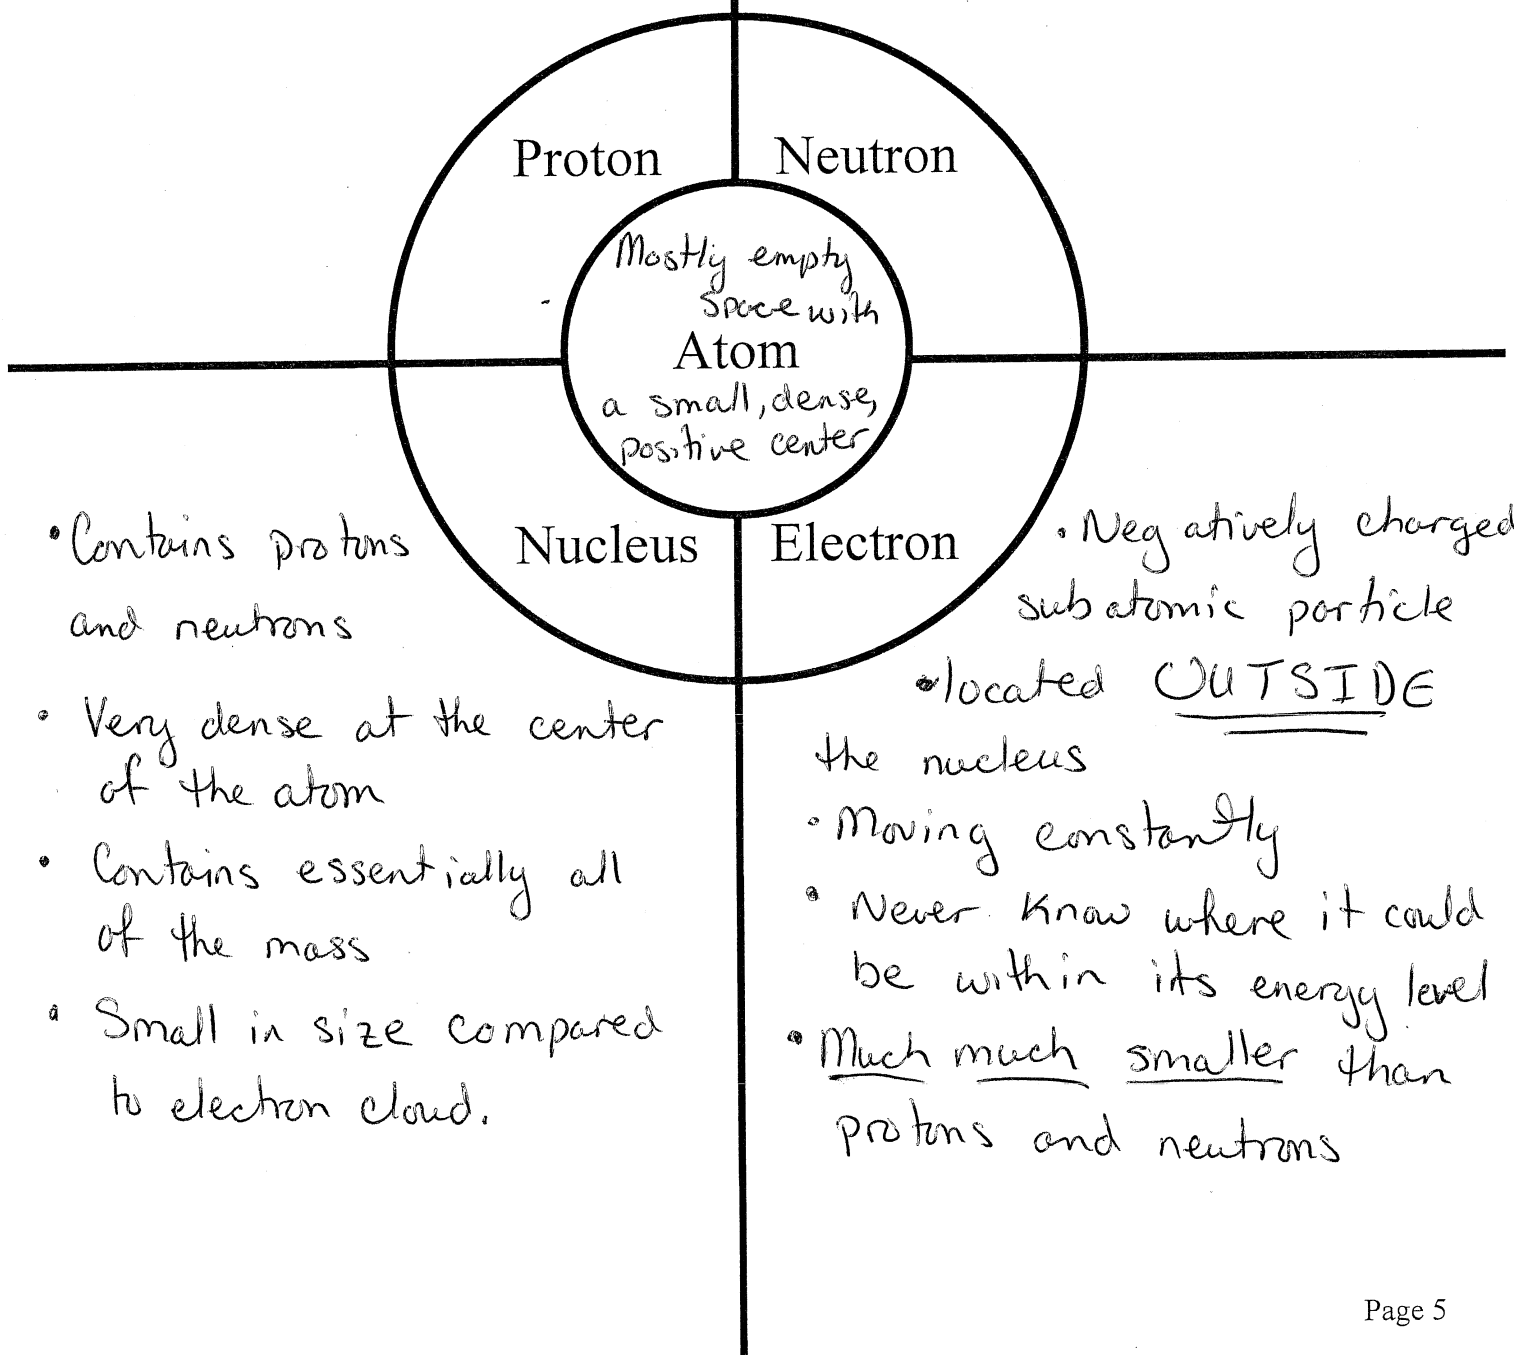 Proton
Neutron
Mostly empty
space with
Atom
a small, dense,
positive center
Nucleus
Electron
• Contains protons
and neutrons
• Very dense at the center
of the atom
• Contains essentially all
of the mass
• Small in size compared
to electron cloud.
• Negatively charged
subatomic particle
• located OUTSIDE
the nucleus
• Moving constantly
• Never know where it could
be within its energy level
• Much much smaller than
protons and neutrons
Page 5